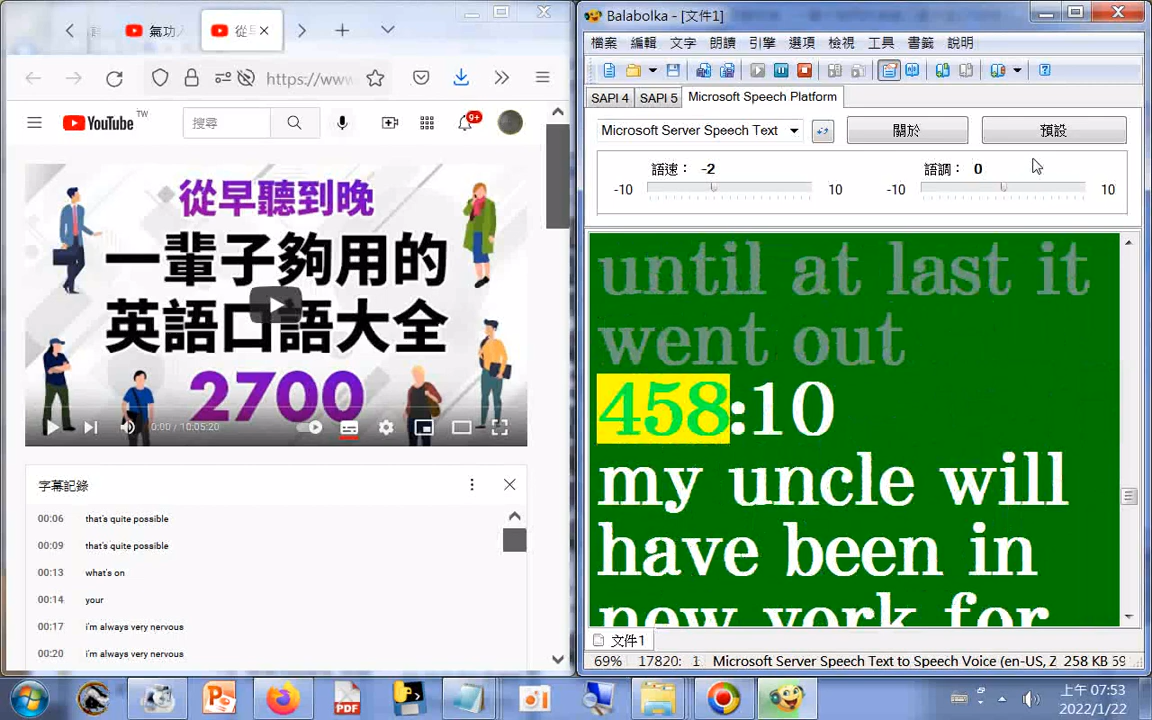 氣功
從
https://www
YouTube TW
搜尋
9+
從早聽到晚
一輩子夠用的
英語口語大全
2700
0:00 / 10:05:20
字幕記錄
00:06 that's quite possible
00:09 that's quite possible
00:13 what's on
00:14 your
00:17 i'm always very nervous
00:20 i'm always very nervous
Balabolka - [文件1]
檔案 編輯 文字 朗讀 引擎 選項 檢視 工具 書籤 說明
SAPI 4 SAPI 5 Microsoft Speech Platform
Microsoft Server Speech Text 關於 預設
語速： -2 語調： 0
-10 10 -10 10
until at last it
went out
458:10
my uncle will
have been in
new york for
文件1
69% 17820: 1 Microsoft Server Speech Text to Speech Voice (en-US, Z 258 KB 59
PDF
上午 07:53
2022/1/22